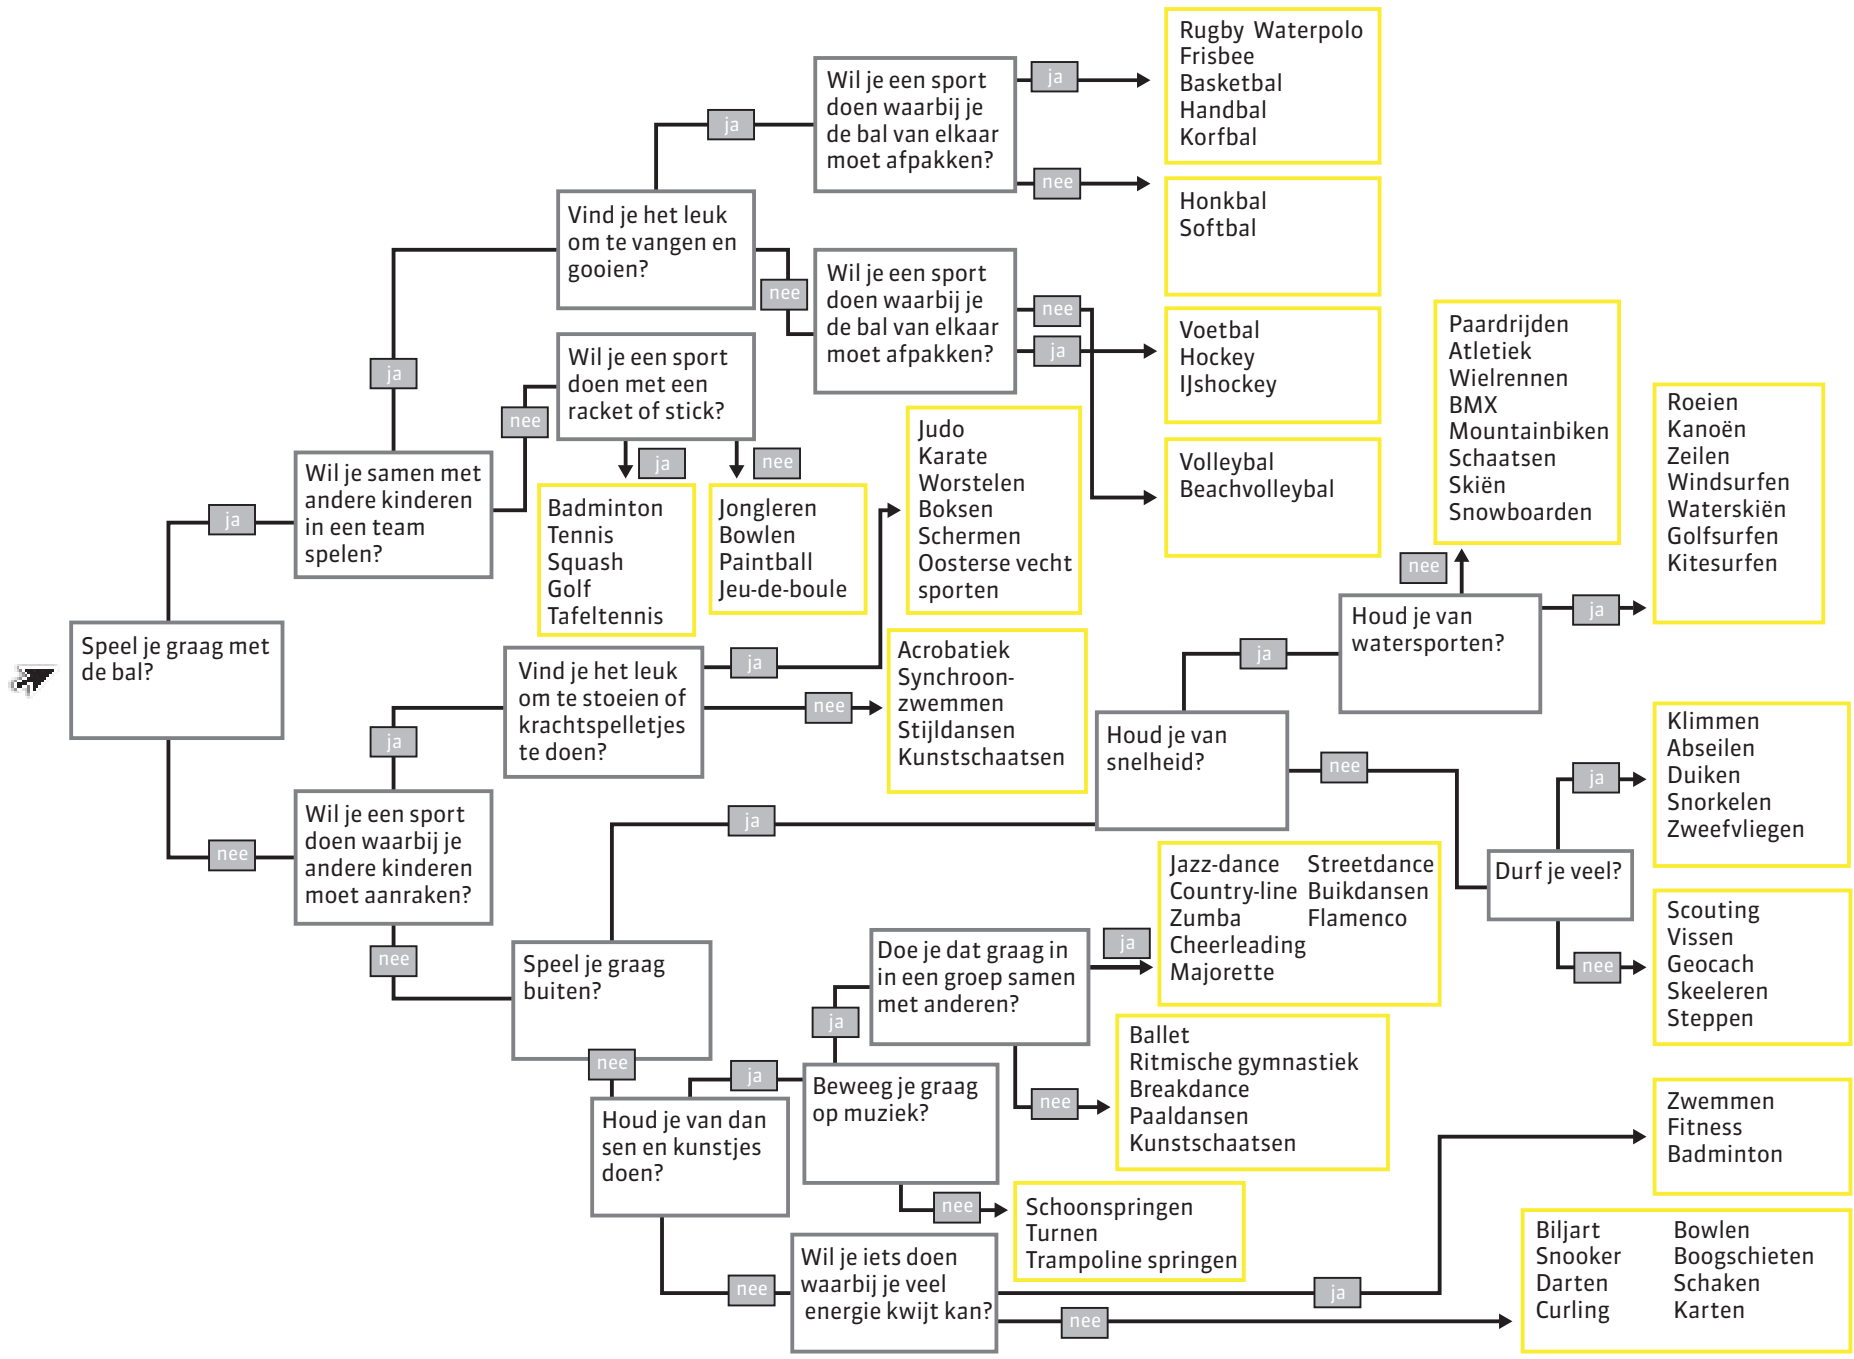 Speel je graag met
de bal?
ja
nee
Wil je samen met
andere kinderen
in een team
spelen?
ja
nee
Vind je het leuk
om te vangen en
gooien?
ja
nee
Wil je een sport
doen waarbij je
de bal van elkaar
moet afpakken?
ja
nee
Rugby Waterpolo
Frisbee
Basketbal
Handbal
Korfbal
Honkbal
Softbal
Wil je een sport
doen waarbij je
de bal van elkaar
moet afpakken?
nee
ja
Voetbal
Hockey
IJshockey
Volleybal
Beachvolleybal
Wil je een sport
doen met een
racket of stick?
ja
nee
Badminton
Tennis
Squash
Golf
Tafeltennis
Jongleren
Bowlen
Paintball
Jeu-de-boule
Wil je een sport
doen waarbij je
andere kinderen
moet aanraken?
ja
nee
Vind je het leuk
om te stoeien of
krachtspelletjes
te doen?
ja
nee
Judo
Karate
Worstelen
Boksen
Schermen
Oosterse vecht
sporten
Acrobatiek
Synchroon-
zwemmen
Stijldansen
Kunstschaatsen
Speel je graag
buiten?
ja
nee
Houd je van
snelheid?
ja
nee
Houd je van
watersporten?
nee
ja
Paardrijden
Atletiek
Wielrennen
BMX
Mountainbiken
Schaatsen
Skiën
Snowboarden
Roeien
Kanoën
Zeilen
Windsurfen
Waterskiën
Golfsurfen
Kitesurfen
Durf je veel?
ja
nee
Klimmen
Abseilen
Duiken
Snorkelen
Zweefvliegen
Scouting
Vissen
Geocach
Skeeleren
Steppen
Houd je van dan
sen en kunstjes
doen?
ja
nee
Beweeg je graag
op muziek?
ja
nee
Doe je dat graag in
in een groep samen
met anderen?
ja
nee
Jazz-dance Streetdance
Country-line Buikdansen
Zumba Flamenco
Cheerleading
Majorette
Ballet
Ritmische gymnastiek
Breakdance
Paaldansen
Kunstschaatsen
Schoonspringen
Turnen
Trampoline springen
Wil je iets doen
waarbij je veel
energie kwijt kan?
ja
nee
Zwemmen
Fitness
Badminton
Biljart Bowlen
Snooker Boogschieten
Darten Schaken
Curling Karten